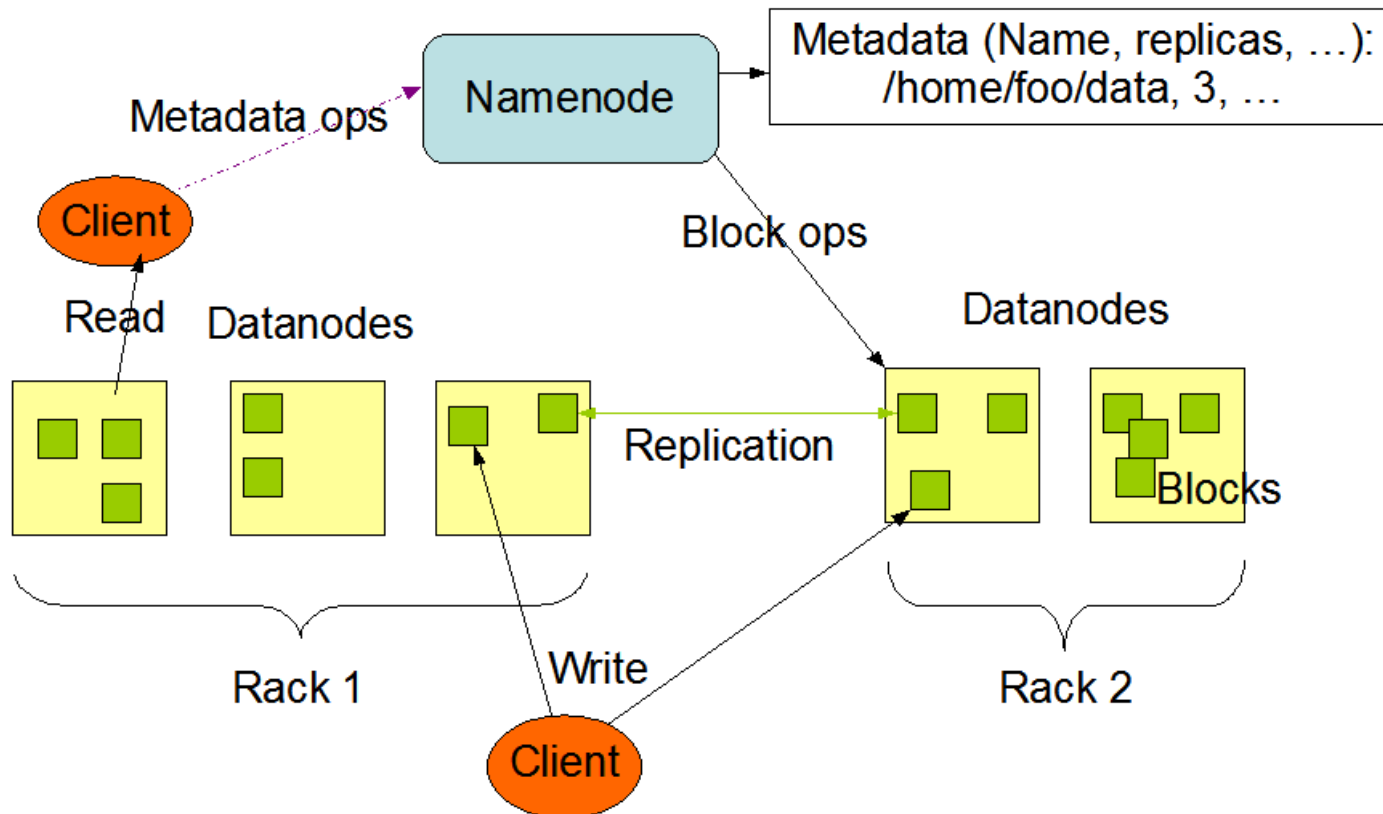 Metadata (Name, replicas, …):
/home/foo/data, 3, …
Namenode
Metadata ops
Client
Block ops
Read
Datanodes
Datanodes
Replication
Blocks
Rack 1
Write
Rack 2
Client